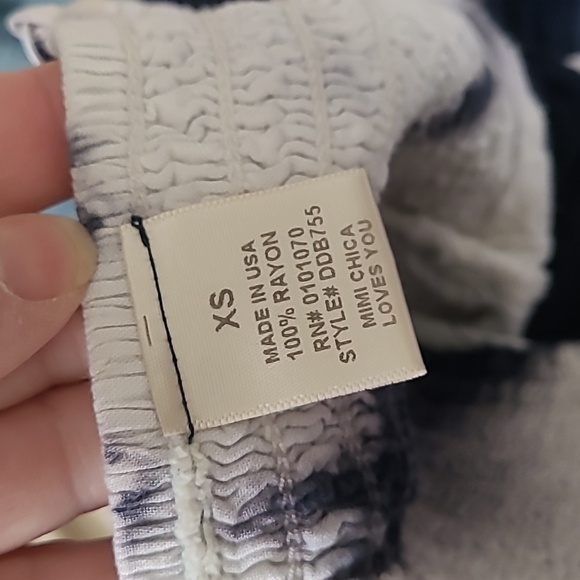 XS
MADE IN USA
100% RAYON
RN# 0101070
STYLE# DDB755
MIMI CHICA
LOVES YOU